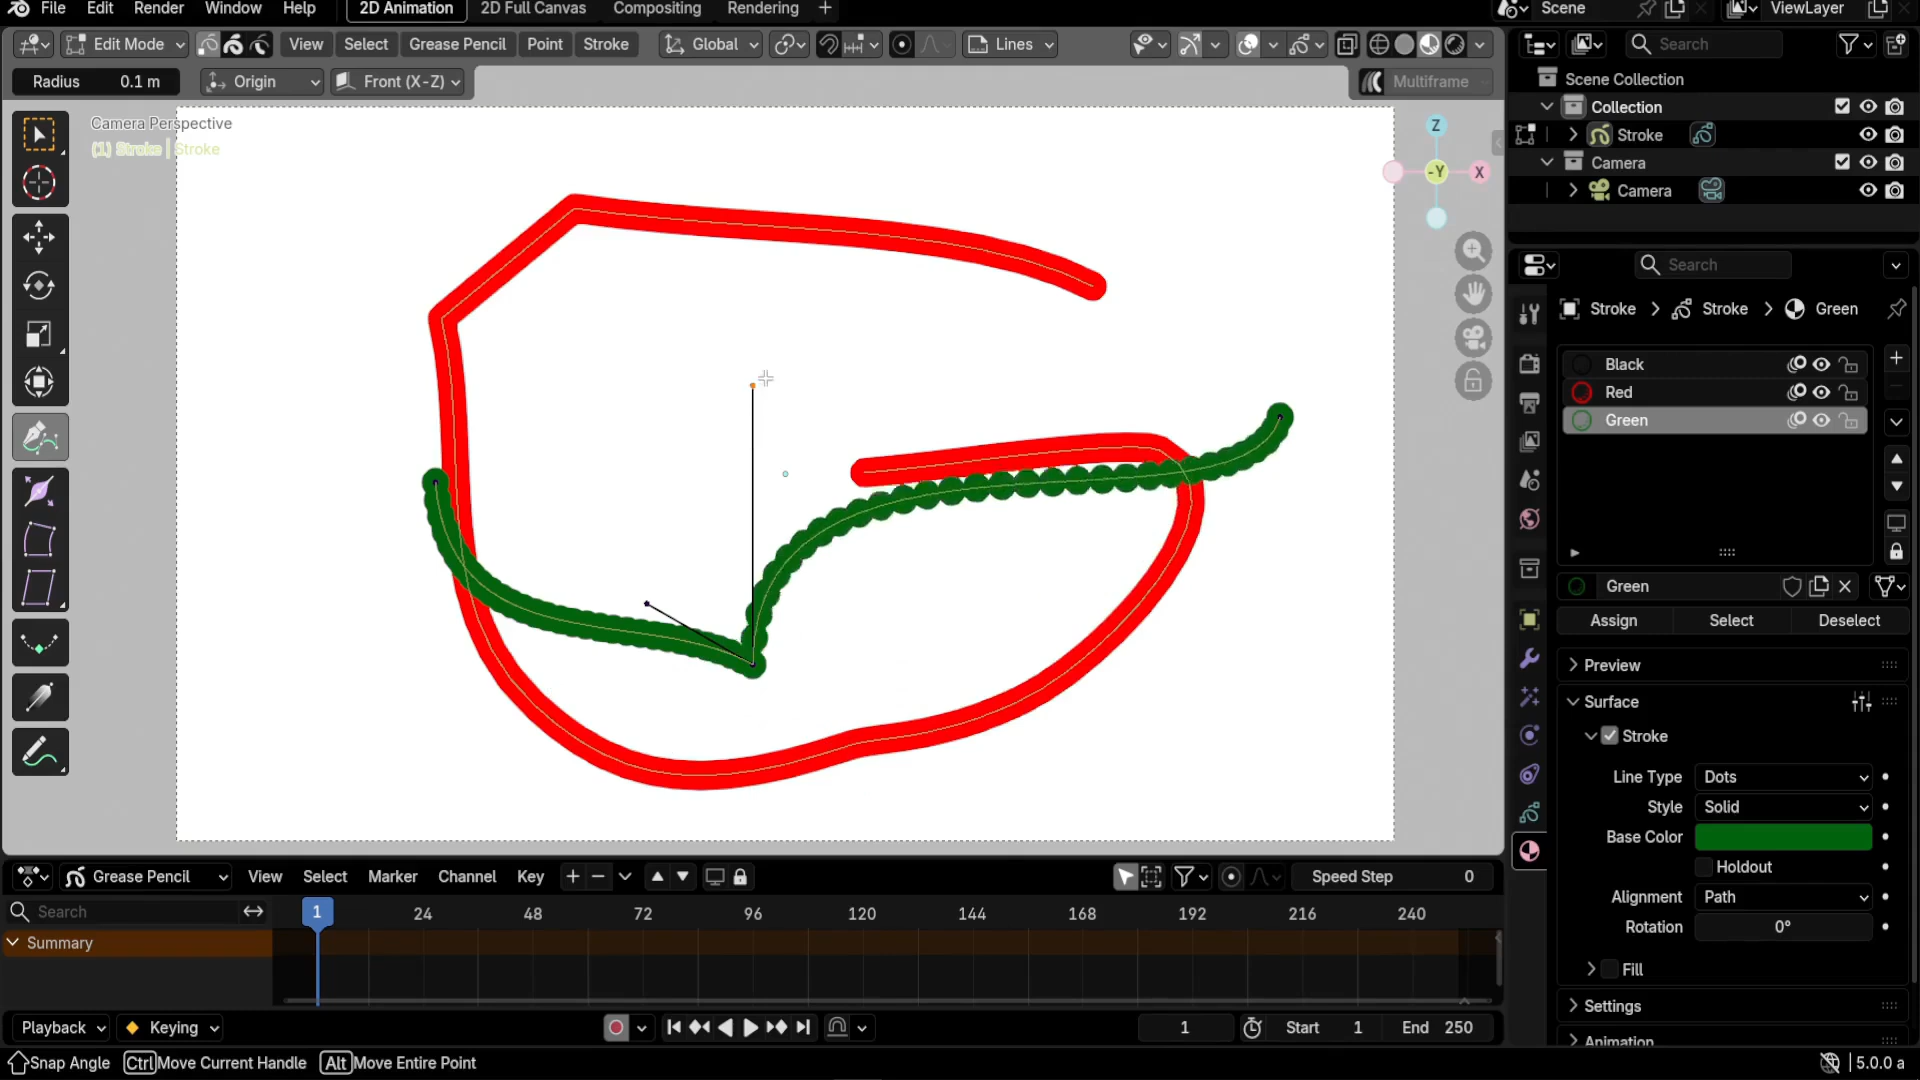 File Edit Render Window Help 2D Animation 2D Full Canvas Compositing Rendering + Scene ViewLayer
Edit Mode View Select Grease Pencil Point Stroke Global Lines Search
Radius 0.1 m Origin Front (X-Z) Multiframe
Camera Perspective
(1) Stroke | Stroke
Z
-Y X
Scene Collection
Collection
Stroke
Camera
Camera
Search
Stroke Stroke Green
Black
Red
Green
Green
Assign Select Deselect
Preview
Surface
Stroke
Line Type Dots
Style Solid
Base Color
Holdout
Alignment Path
Rotation 0°
Fill
Settings
Animation
Grease Pencil View Select Marker Channel Key Speed Step 0
Search 1 24 48 72 96 120 144 168 192 216 240
Summary
Playback Keying 1 Start 1 End 250
Snap Angle Ctrl Move Current Handle Alt Move Entire Point 5.0.0 a